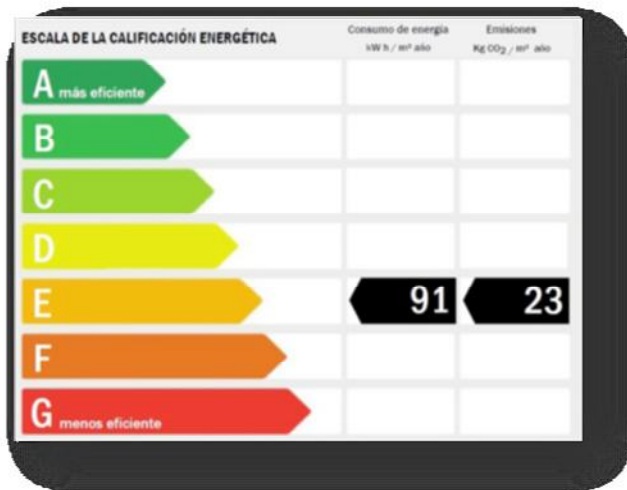 ESCALA DE LA CALIFICACIÓN ENERGÉTICA
Consumo de energía
kW h / m² año
Emisiones
Kg CO₂ / m² año
A más eficiente
B
C
D
E 91 23
F
G menos eficiente